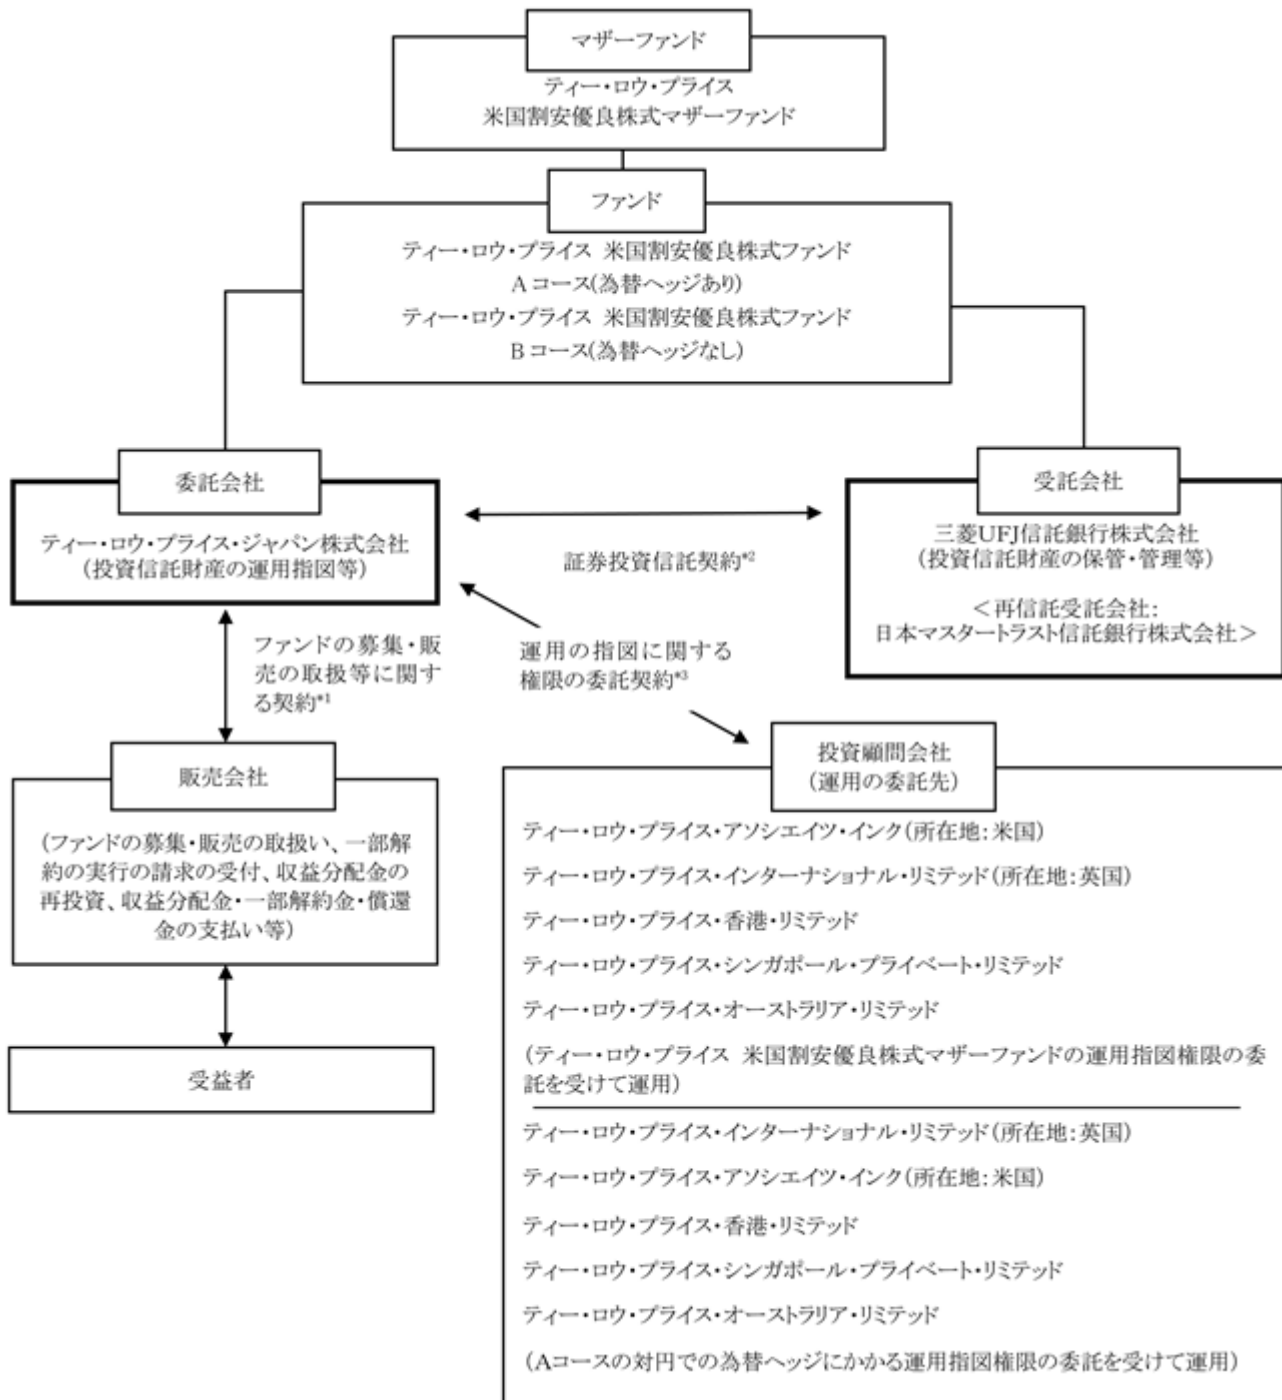 マザーファンド
ティー・ロウ・プライス
米国割安優良株式マザーファンド
ファンド
ティー・ロウ・プライス 米国割安優良株式ファンド
Aコース(為替ヘッジあり)
ティー・ロウ・プライス 米国割安優良株式ファンド
Bコース(為替ヘッジなし)
委託会社
ティー・ロウ・プライス・ジャパン株式会社
(投資信託財産の運用指図等)
証券投資信託契約*2
受託会社
三菱UFJ信託銀行株式会社
(投資信託財産の保管・管理等)
<再信託受託会社:
日本マスタートラスト信託銀行株式会社>
ファンドの募集・販
売の取扱等に関す
る契約*1
運用の指図に関する
権限の委託契約*3
販売会社
(ファンドの募集・販売の取扱い、一部解
約の実行の請求の受付、収益分配金の
再投資、収益分配金・一部解約金・償還
金の支払い等)
受益者
投資顧問会社
(運用の委託先)
ティー・ロウ・プライス・アソシエイツ・インク(所在地:米国)
ティー・ロウ・プライス・インターナショナル・リミテッド(所在地:英国)
ティー・ロウ・プライス・香港・リミテッド
ティー・ロウ・プライス・シンガポール・プライベート・リミテッド
ティー・ロウ・プライス・オーストラリア・リミテッド
(ティー・ロウ・プライス 米国割安優良株式マザーファンドの運用指図権限の委
託を受けて運用)
ティー・ロウ・プライス・インターナショナル・リミテッド(所在地:英国)
ティー・ロウ・プライス・アソシエイツ・インク(所在地:米国)
ティー・ロウ・プライス・香港・リミテッド
ティー・ロウ・プライス・シンガポール・プライベート・リミテッド
ティー・ロウ・プライス・オーストラリア・リミテッド
(Aコースの対円での為替ヘッジにかかる運用指図権限の委託を受けて運用)